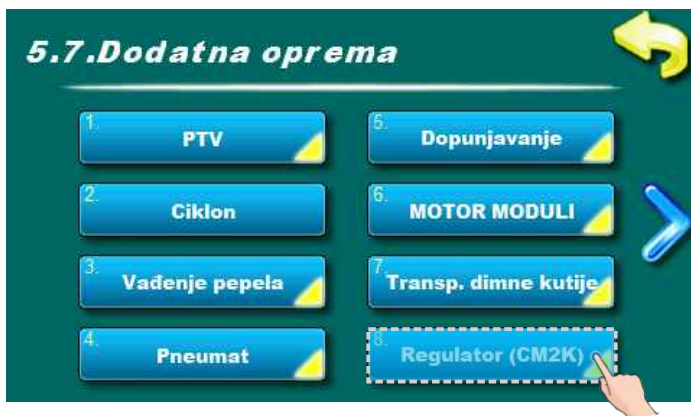 5.7.Dodatna oprema
1. PTV
2. Ciklon
3. Vađenje pepela
4. Pneumat
5. Dopunjavanje
6. MOTOR MODULI
7. Transp. dimne kutije
8. Regulator (CM2K)